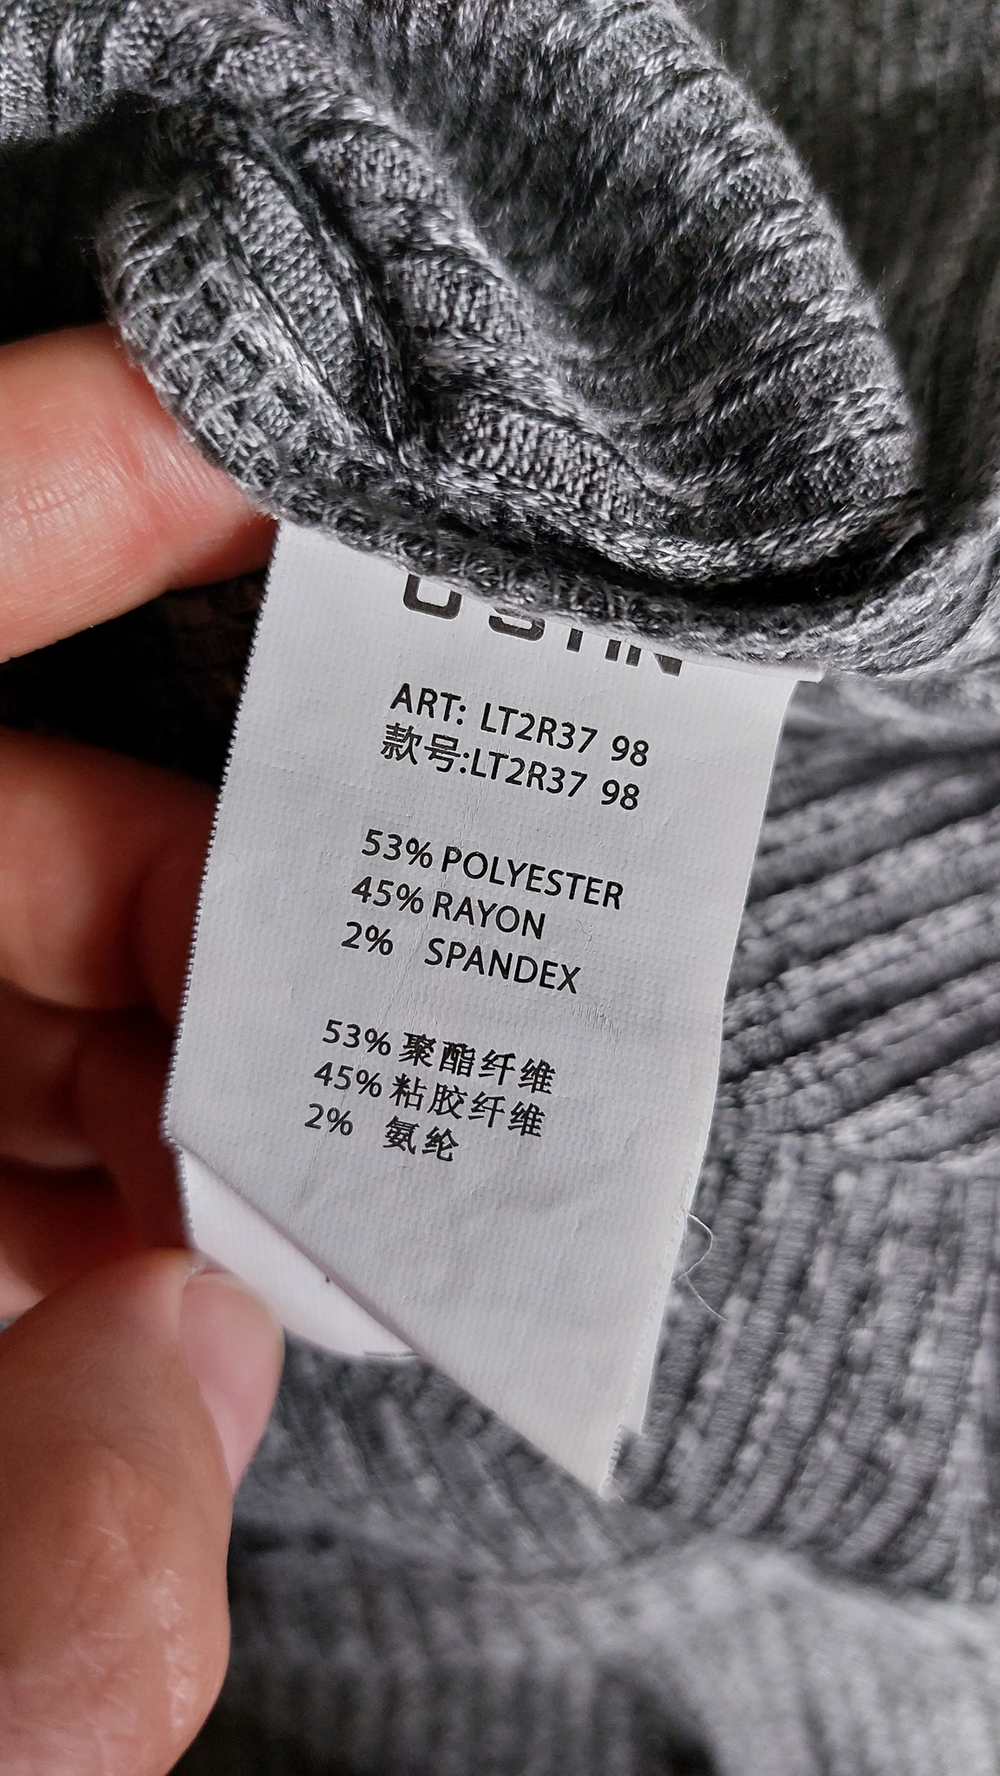 O'STIN
ART: LT2R37 98
款号:LT2R37 98
53% POLYESTER
45% RAYON
2% SPANDEX
53% 聚酯纤维
45% 粘胶纤维
2% 氨纶